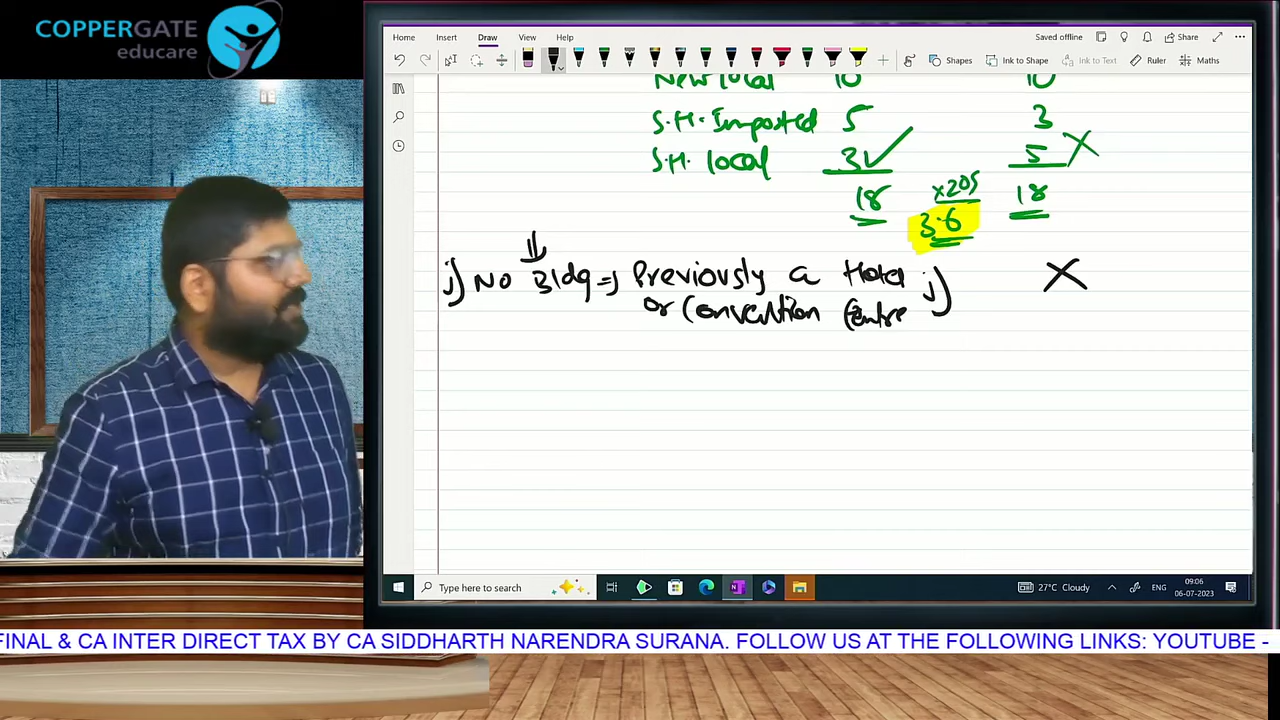 COPPERGATE
educare
Home Insert Draw View Help
Saved offline Share
Shapes Ink to Shape Ink to Text Ruler Maths
New local 10 10
S.H. Imported 5 3
S.H. local 3 5
18 x20% 18
3.6
j) No Bldg => Previously a Hotel j)
or Convention Centre
Type here to search
27°C Cloudy
ENG
09:06
06-07-2023
FINAL & CA INTER DIRECT TAX BY CA SIDDHARTH NARENDRA SURANA. FOLLOW US AT THE FOLLOWING LINKS: YOUTUBE -